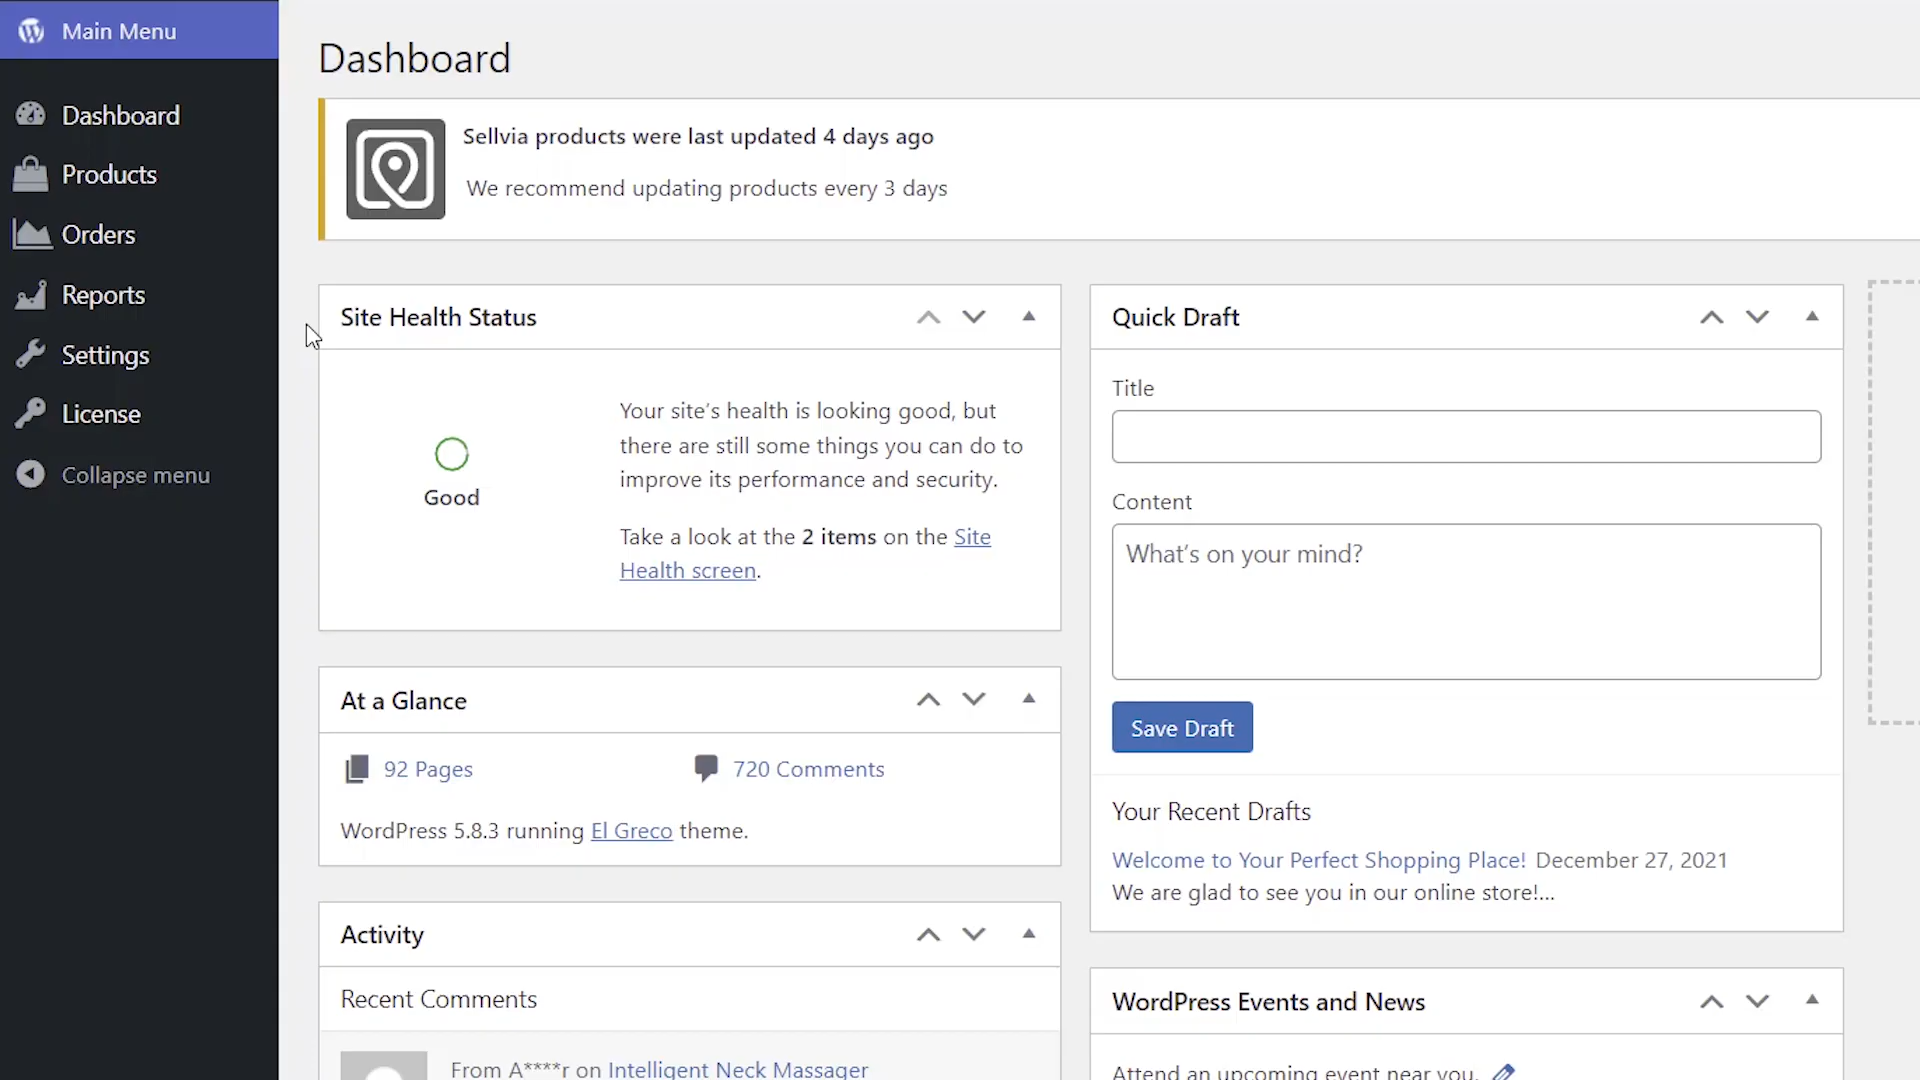 Main Menu
Dashboard
Products
Orders
Reports
Settings
License
Collapse menu
Dashboard
Sellvia products were last updated 4 days ago
We recommend updating products every 3 days
Site Health Status
Good
Your site's health is looking good, but
there are still some things you can do to
improve its performance and security.
Take a look at the 2 items on the Site
Health screen.
At a Glance
92 Pages
720 Comments
WordPress 5.8.3 running El Greco theme.
Activity
Recent Comments
From A****r on Intelligent Neck Massager
Quick Draft
Title
Content
What's on your mind?
Save Draft
Your Recent Drafts
Welcome to Your Perfect Shopping Place! December 27, 2021
We are glad to see you in our online store!...
WordPress Events and News
Attend an upcoming event near you.